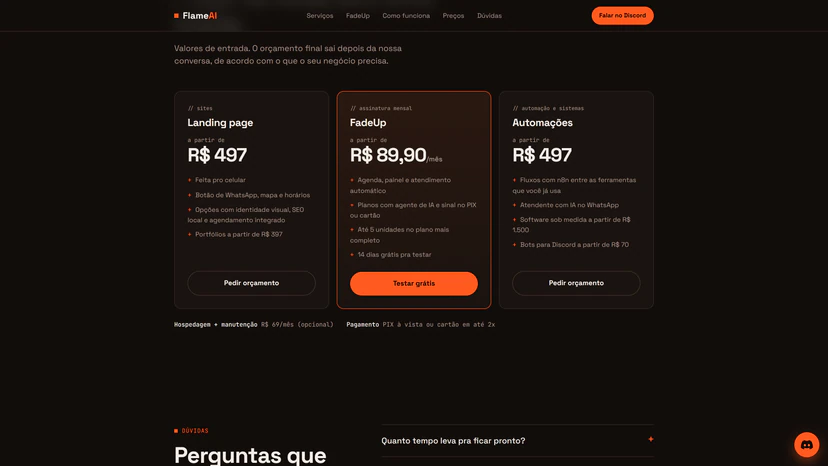 FlameAI
Serviços
FadeUp
Como funciona
Preços
Dúvidas
Falar no Discord
Valores de entrada. O orçamento final sai depois da nossa
conversa, de acordo com o que o seu negócio precisa.
// sites
Landing page
a partir de
R$ 497
+ Feita pro celular
+ Botão de WhatsApp, mapa e horários
+ Opções com identidade visual, SEO
local e agendamento integrado
+ Portfólios a partir de R$ 397
Pedir orçamento
// assinatura mensal
FadeUp
a partir de
R$ 89,90/mês
+ Agenda, painel e atendimento
automático
+ Planos com agente de IA e sinal no PIX
ou cartão
+ Até 5 unidades no plano mais
completo
+ 14 dias grátis pra testar
Testar grátis
// automação e sistemas
Automações
a partir de
R$ 497
+ Fluxos com n8n entre as ferramentas
que você já usa
+ Atendente com IA no WhatsApp
+ Software sob medida a partir de R$
1.500
+ Bots para Discord a partir de R$ 70
Pedir orçamento
Hospedagem + manutenção R$ 69/mês (opcional)
Pagamento PIX à vista ou cartão em até 2x
DÚVIDAS
Perguntas que
Quanto tempo leva pra ficar pronto?
+